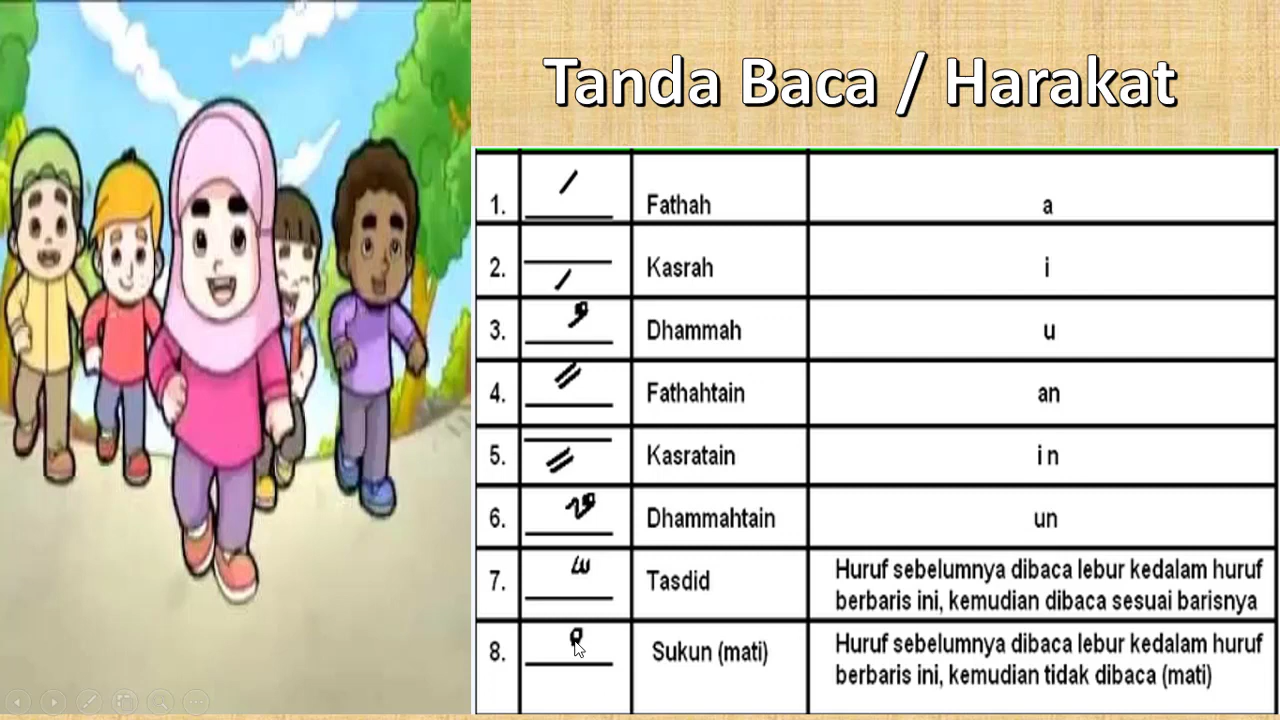 Tanda Baca / Harakat
1. Fathah a
2. Kasrah i
3. Dhammah u
4. Fathahtain an
5. Kasratain i n
6. Dhammahtain un
7. Tasdid Huruf sebelumnya dibaca lebur kedalam huruf
berbaris ini, kemudian dibaca sesuai barisnya
8. Sukun (mati) Huruf sebelumnya dibaca lebur kedalam huruf
berbaris ini, kemudian tidak dibaca (mati)